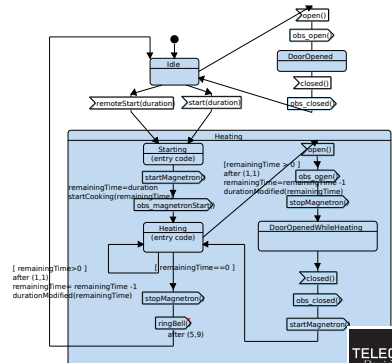 open()
obs_open()
Idle
DoorOpened
closed()
remoteStart(duration)
start(duration)
obs_closed()
Heating
Starting
(entry code)
open()
[remainingTime > 0 ]
after (1,1)
remainingTime=remainingTime -1
durationModified(remainingTime)
obs_open()
startMagnetron()
remainingTime=duration
startCooking(remainingTime)
stopMagnetron()
obs_magnetronStart()
Heating
(entry code)
DoorOpenedWhileHeating
[ remainingTime>0 ]
after (1,1)
remainingTime= remainingTime -1
durationModified(remainingTime)
[ remainingTime==0 ]
closed()
stopMagnetron()
obs_closed()
ringBell()
startMagnetron()
after (5,9)
TELEC